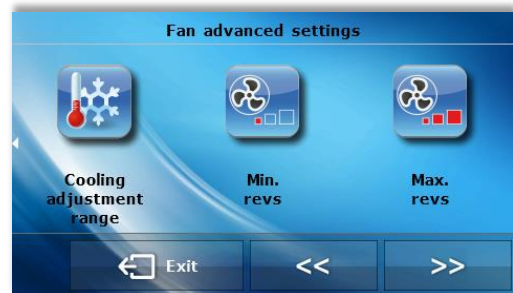 Fan advanced settings
Cooling
adjustment
range
Min.
revs
Max.
revs
Exit
<<
>>